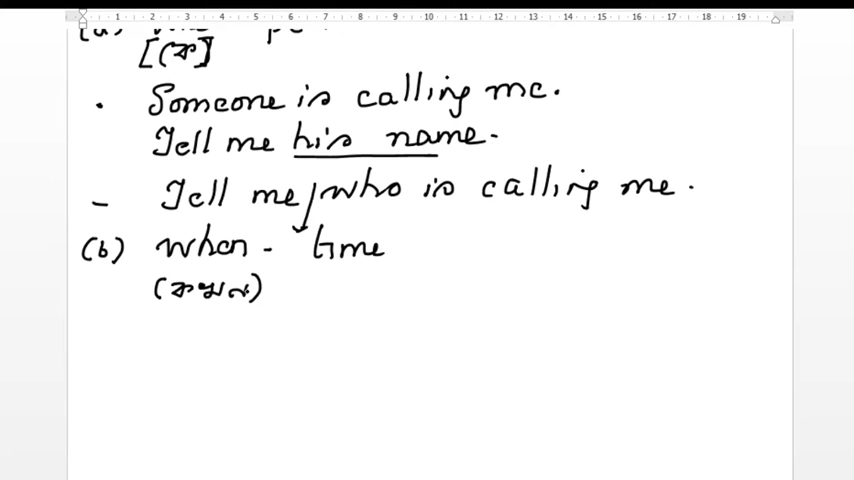 [(কে)]
. Someone is calling me.
Tell me his name.
- Tell me who is calling me.
(b) when - time
(কখন)